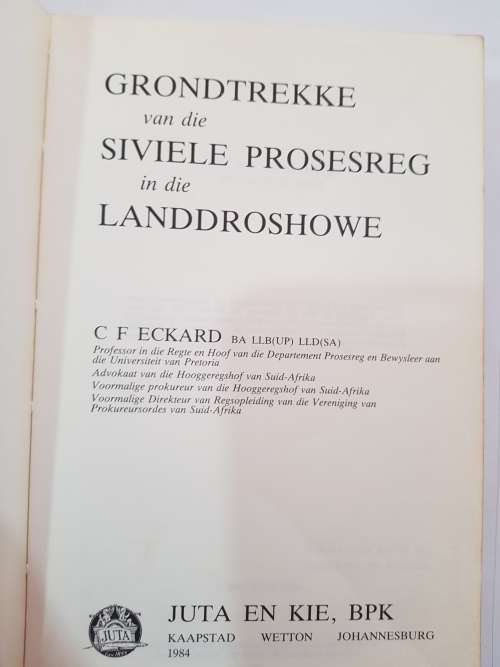 GRONDTREKKE
van die
SIVIELE PROSESREG
in die
LANDDROSHOWE
C F ECKARD BA LLB(UP) LLD(SA)
Professor in die Regte en Hoof van die Departement Prosesreg en Bewysleer aan
die Universiteit van Pretoria
Advokaat van die Hooggeregshof van Suid-Afrika
Voormalige prokureur van die Hooggeregshof van Suid-Afrika
Voormalige Direkteur van Regsopleiding van die Vereniging van
Prokureursordes van Suid-Afrika
JUTA
JUTA EN KIE, BPK
KAAPSTAD WETTON JOHANNESBURG
1984